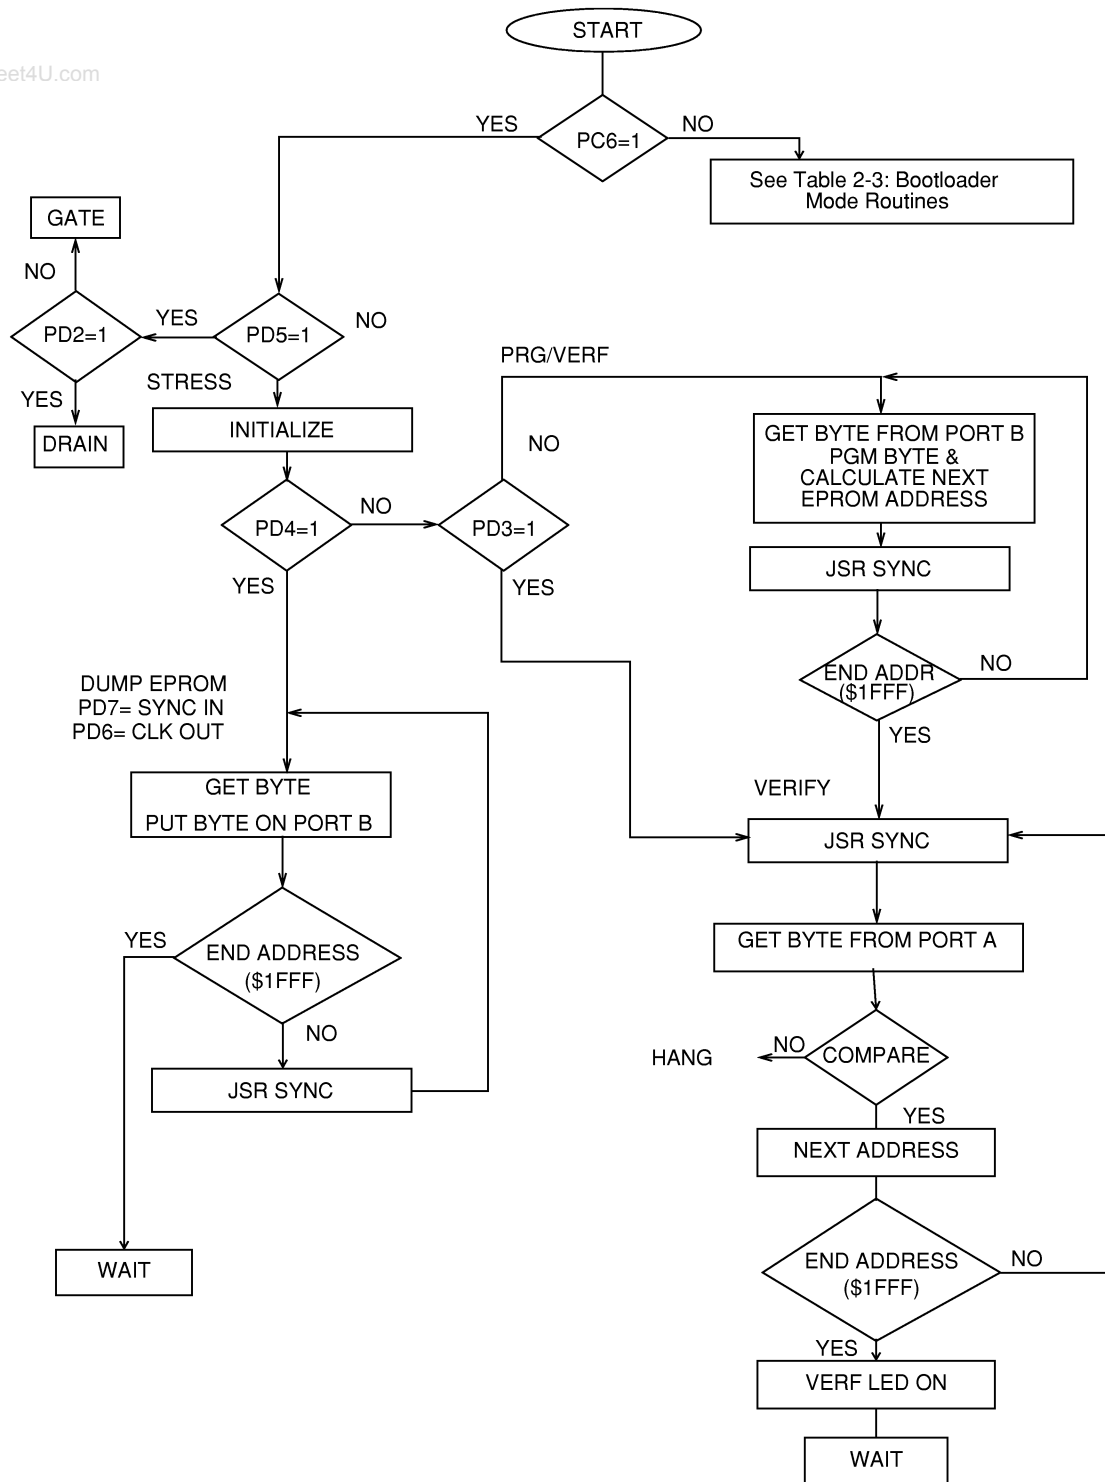 START
eet4U.com
YES
PC6=1
NO
See Table 2-3: Bootloader
Mode Routines
GATE
NO
PD2=1
YES
PD5=1
NO
YES
STRESS
DRAIN
INITIALIZE
PRG/VERF
NO
GET BYTE FROM PORT B
PGM BYTE &
CALCULATE NEXT
EPROM ADDRESS
PD4=1
NO
PD3=1
YES
YES
JSR SYNC
END ADDR
($1FFF)
NO
YES
DUMP EPROM
PD7= SYNC IN
PD6= CLK OUT
GET BYTE
PUT BYTE ON PORT B
VERIFY
JSR SYNC
YES
END ADDRESS
($1FFF)
NO
JSR SYNC
GET BYTE FROM PORT A
HANG
NO
COMPARE
YES
NEXT ADDRESS
WAIT
END ADDRESS
($1FFF)
NO
YES
VERF LED ON
WAIT